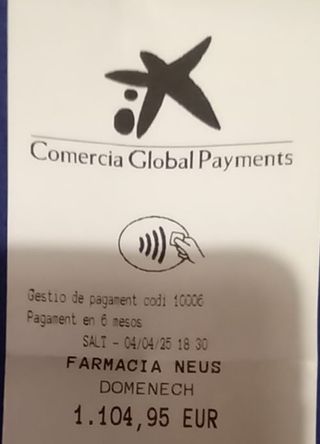 Comercia Global Payments
Gestio de pagament codi 10006
Pagament en 6 mesos
SALT - 04/04/25 18 30
FARMACIA NEUS
DOMENECH
1.104,95 EUR